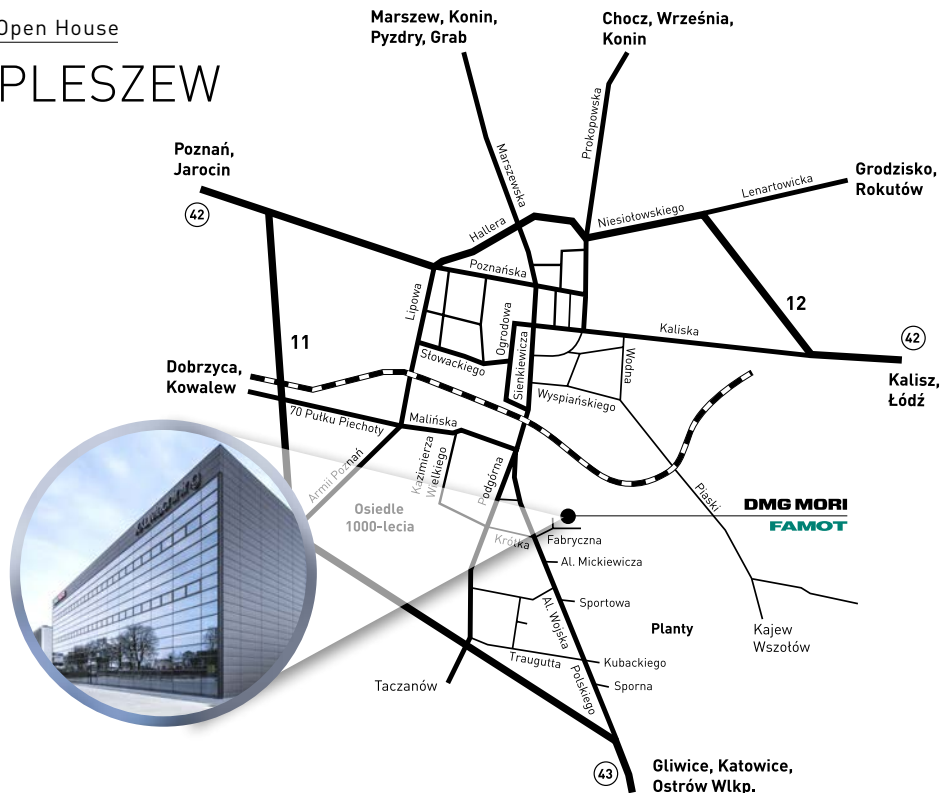 Open House
PLESZEW
Marszew, Konin,
Pyzdry, Grab
Chocz, Września,
Konin
Poznań,
Jarocin
42
Marszewska
Prokopowska
Grodzisko,
Rokutów
Lenartowicka
Niesiołowskiego
Hallera
Poznańska
Lipowa
Ogrodowa
Sienkiewicza
Słowackiego
11
12
Kaliska
42
Kalisz,
Łódź
Wodna
Wyspiańskiego
Dobrzyca,
Kowalew
70 Pułku Piechoty
Malińska
Armii Poznań
Kazimierza
Wielkiego
Podgórna
Osiedle
1000-lecia
Krótka
Fabryczna
Piaski
DMG MORI
FAMOT
Al. Mickiewicza
Sportowa
Al. Wojska
Polskiego
Planty
Kajew
Wszołów
Traugutta
Kubackiego
Sporna
Taczanów
43
Gliwice, Katowice,
Ostrów Wlkp.